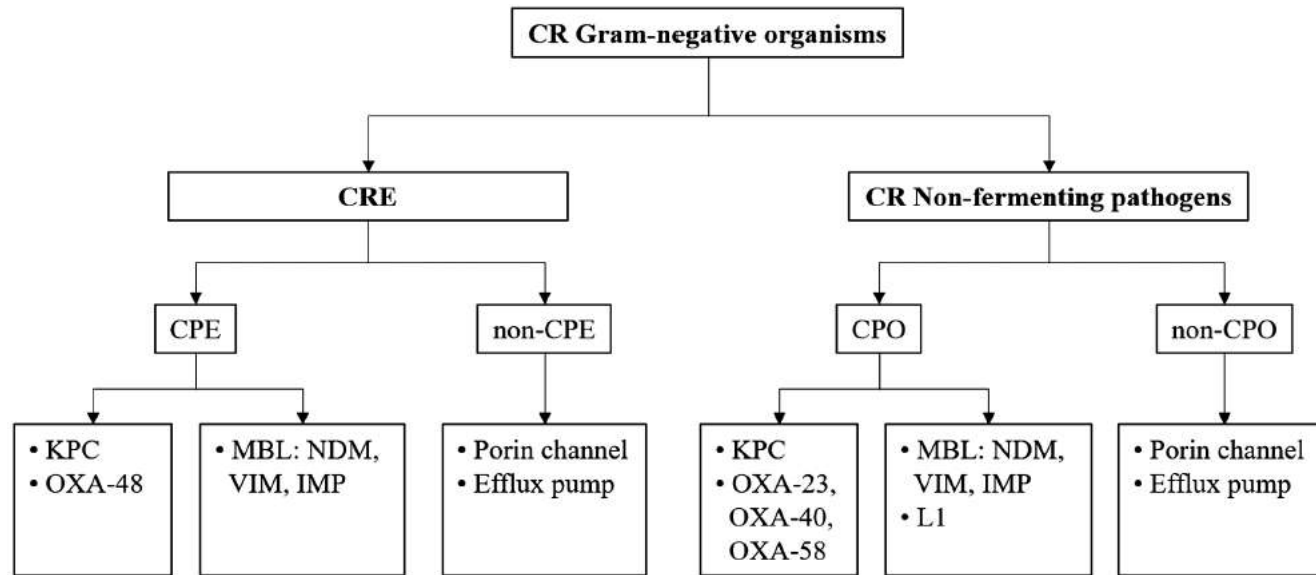 CR Gram-negative organisms
CRE
CR Non-fermenting pathogens
CPE
non-CPE
CPO
non-CPO
• KPC
• OXA-48
• MBL: NDM,
VIM, IMP
• Porin channel
• Efflux pump
• KPC
• OXA-23,
OXA-40,
OXA-58
• MBL: NDM,
VIM, IMP
• L1
• Porin channel
• Efflux pump